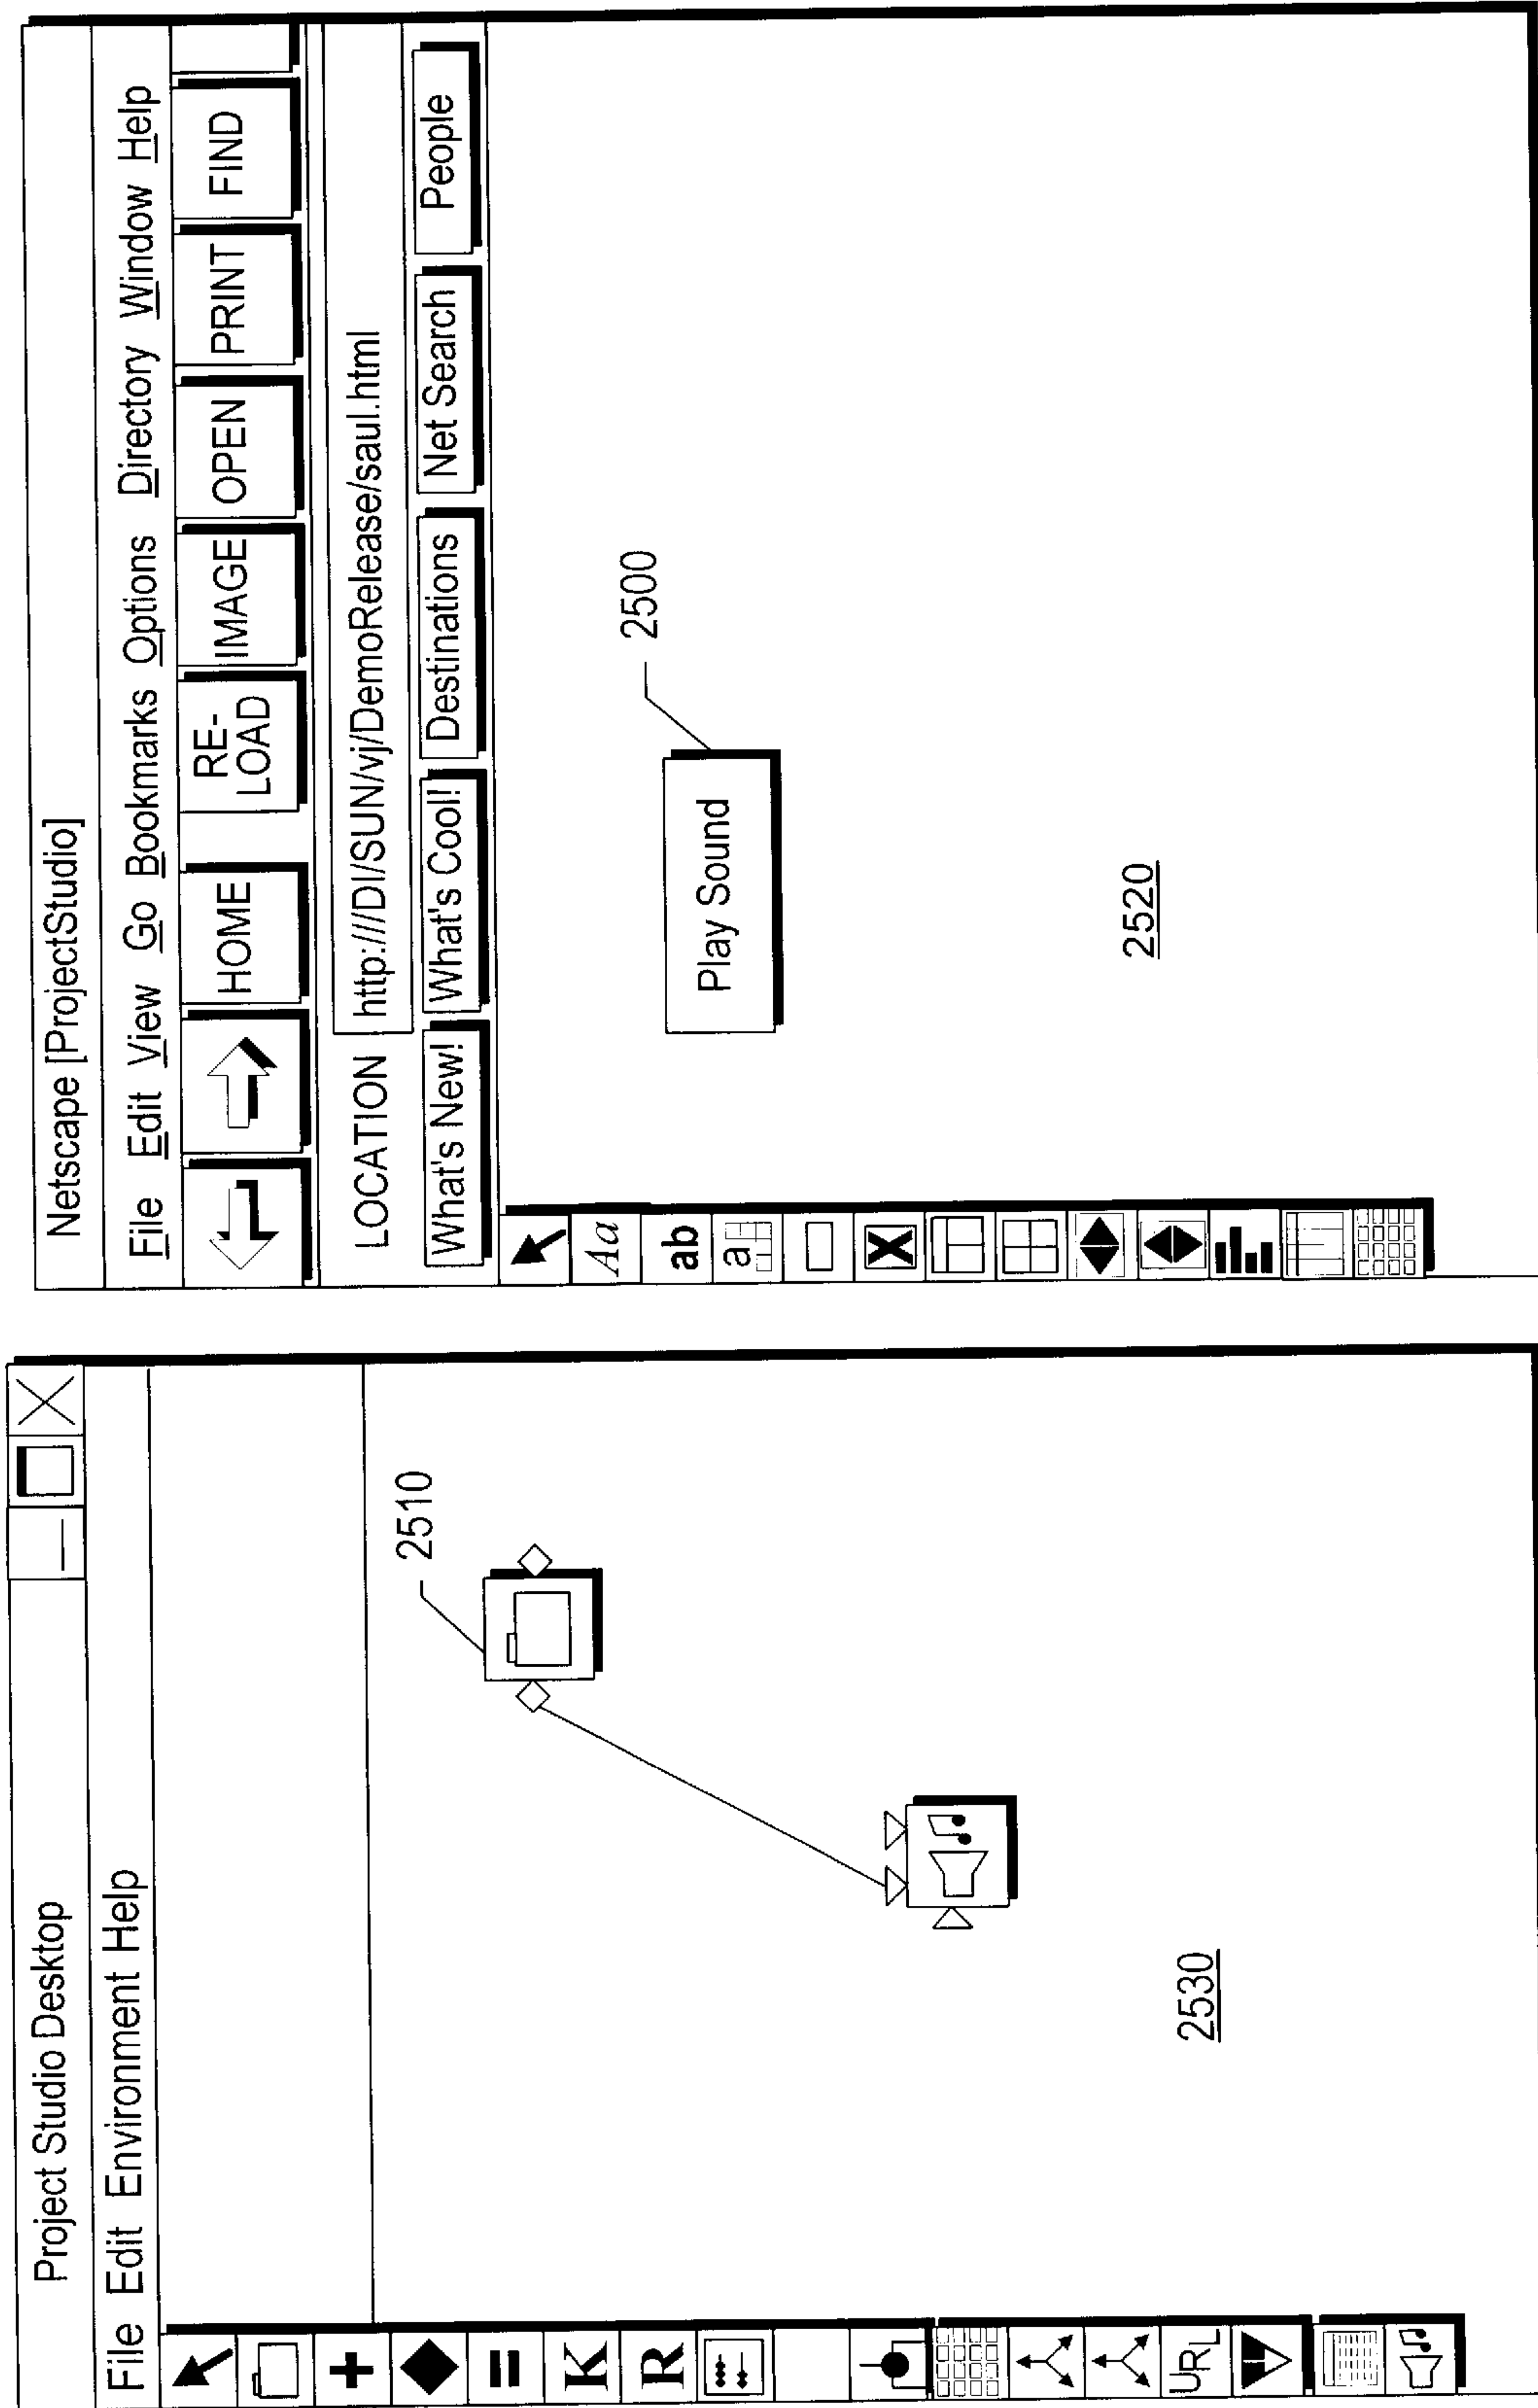 Project Studio Desktop
File Edit Environment Help
2510
K
R
URL
2530
Netscape [ProjectStudio]
File Edit View Go Bookmarks Options Directory Window Help
HOME
RE-
LOAD
IMAGE
OPEN
PRINT
FIND
LOCATION
http:///DI/SUN/vj/DemoRelease/saul.html
What's New!
What's Cool!
Destinations
Net Search
People
Aa
ab
a
X
Play Sound
2500
2520